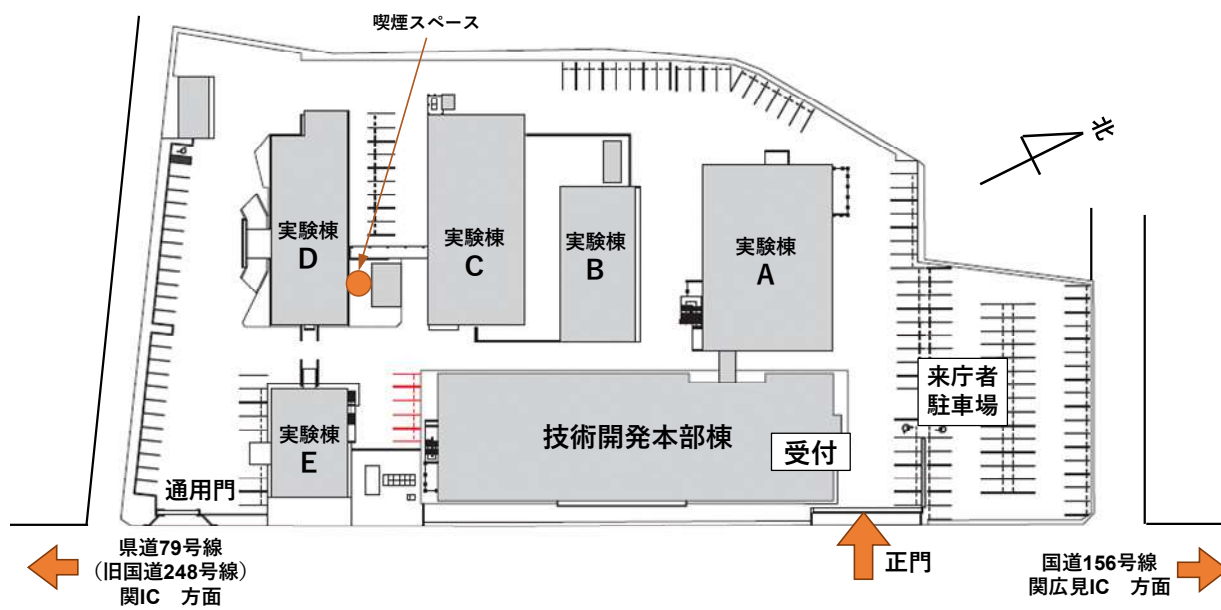 喫煙スペース
北
実験棟
D
実験棟
C
実験棟
B
実験棟
A
来庁者
駐車場
実験棟
E
技術開発本部棟
受付
通用門
正門
県道79号線
（旧国道248号線）
関IC　方面
国道156号線
関広見IC　方面